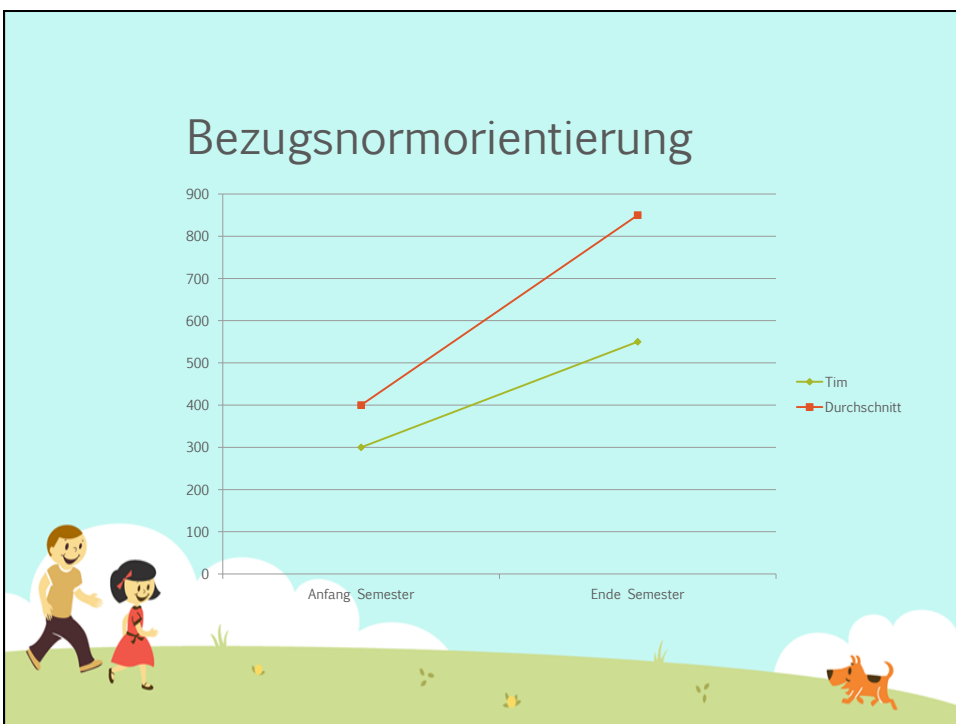 Bezugsnormorientierung
900
800
700
600
500
400
300
200
100
0
Anfang Semester
Ende Semester
Tim
Durchschnitt